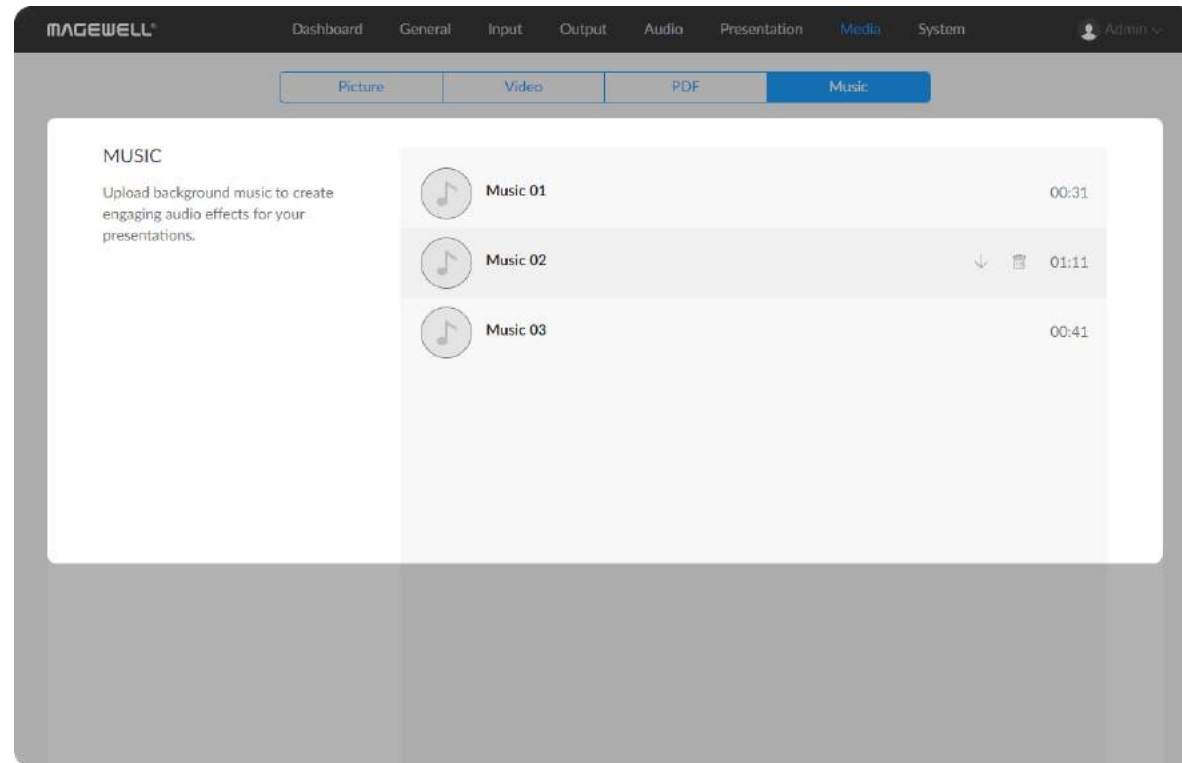 MAGEWELL® Dashboard General Input Output Audio Presentation Media System Admin
Picture Video PDF Music
MUSIC
Upload background music to create
engaging audio effects for your
presentations.
Music 01 00:31
Music 02 01:11
Music 03 00:41